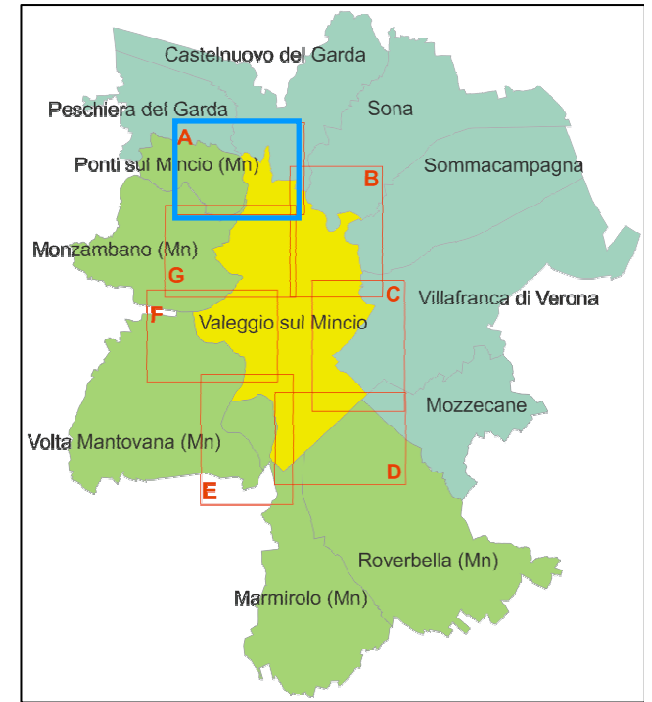 Castelnuovo del Garda
Peschiera del Garda
Sona
A
Ponti sul Mincio (Mn)
Sommacampagna
B
Monzambano (Mn)
G
C
Villafranca di Verona
F
Valeggio sul Mincio
Mozzecane
Volta Mantovana (Mn)
D
E
Roverbella (Mn)
Marmirolo (Mn)